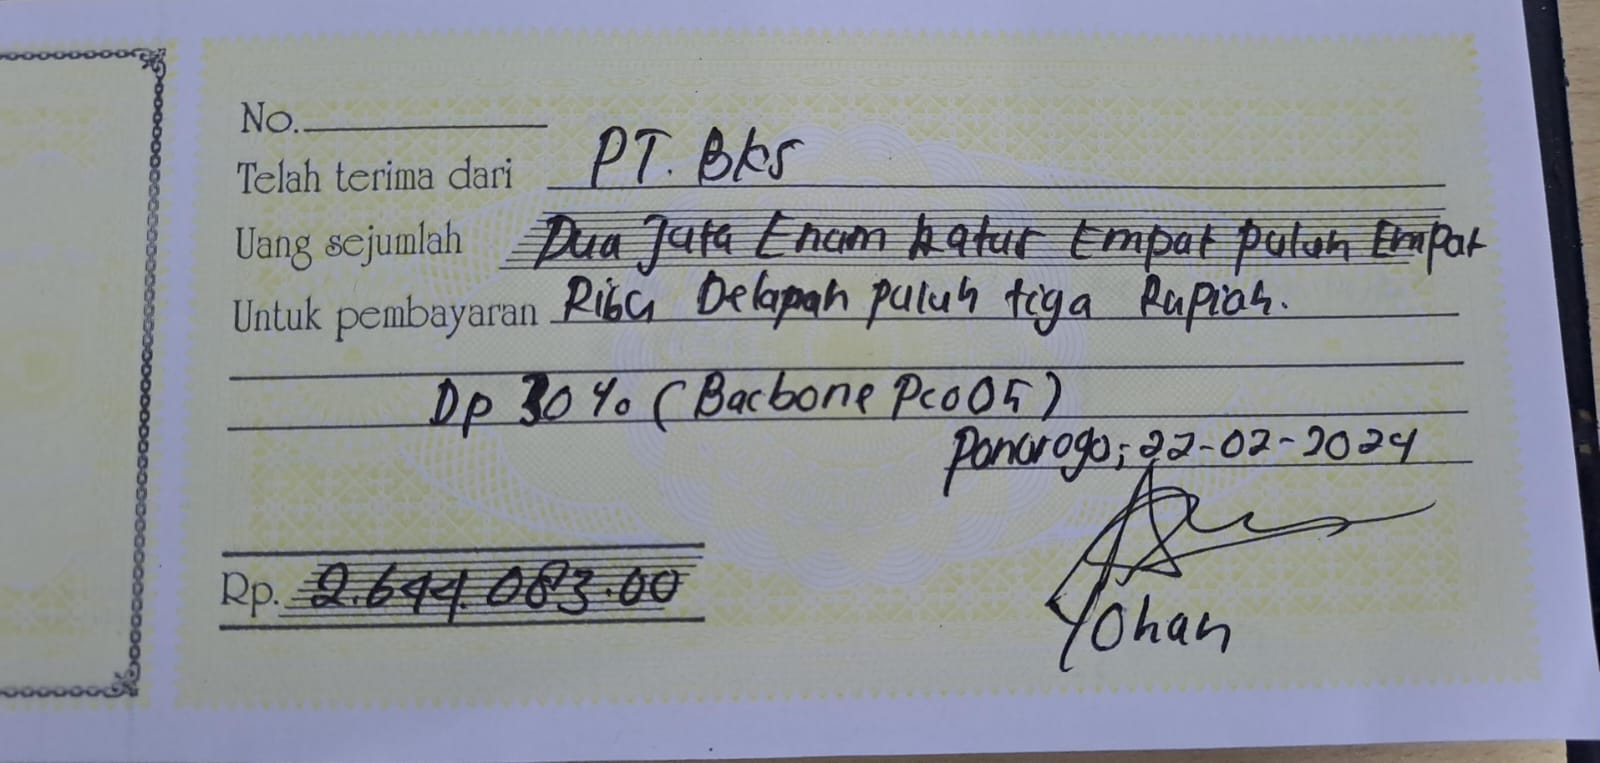 No.
Telah terima dari PT. Bks
Uang sejumlah Dua Juta Enam Ratus Empat puluh Empat
Untuk pembayaran Ribu Delapan puluh tiga Rupiah.
Dp 30% (Bacbone Pco05)
Ponorogo; 22-02-2024
Rp. 2.644.083.00
Yohan